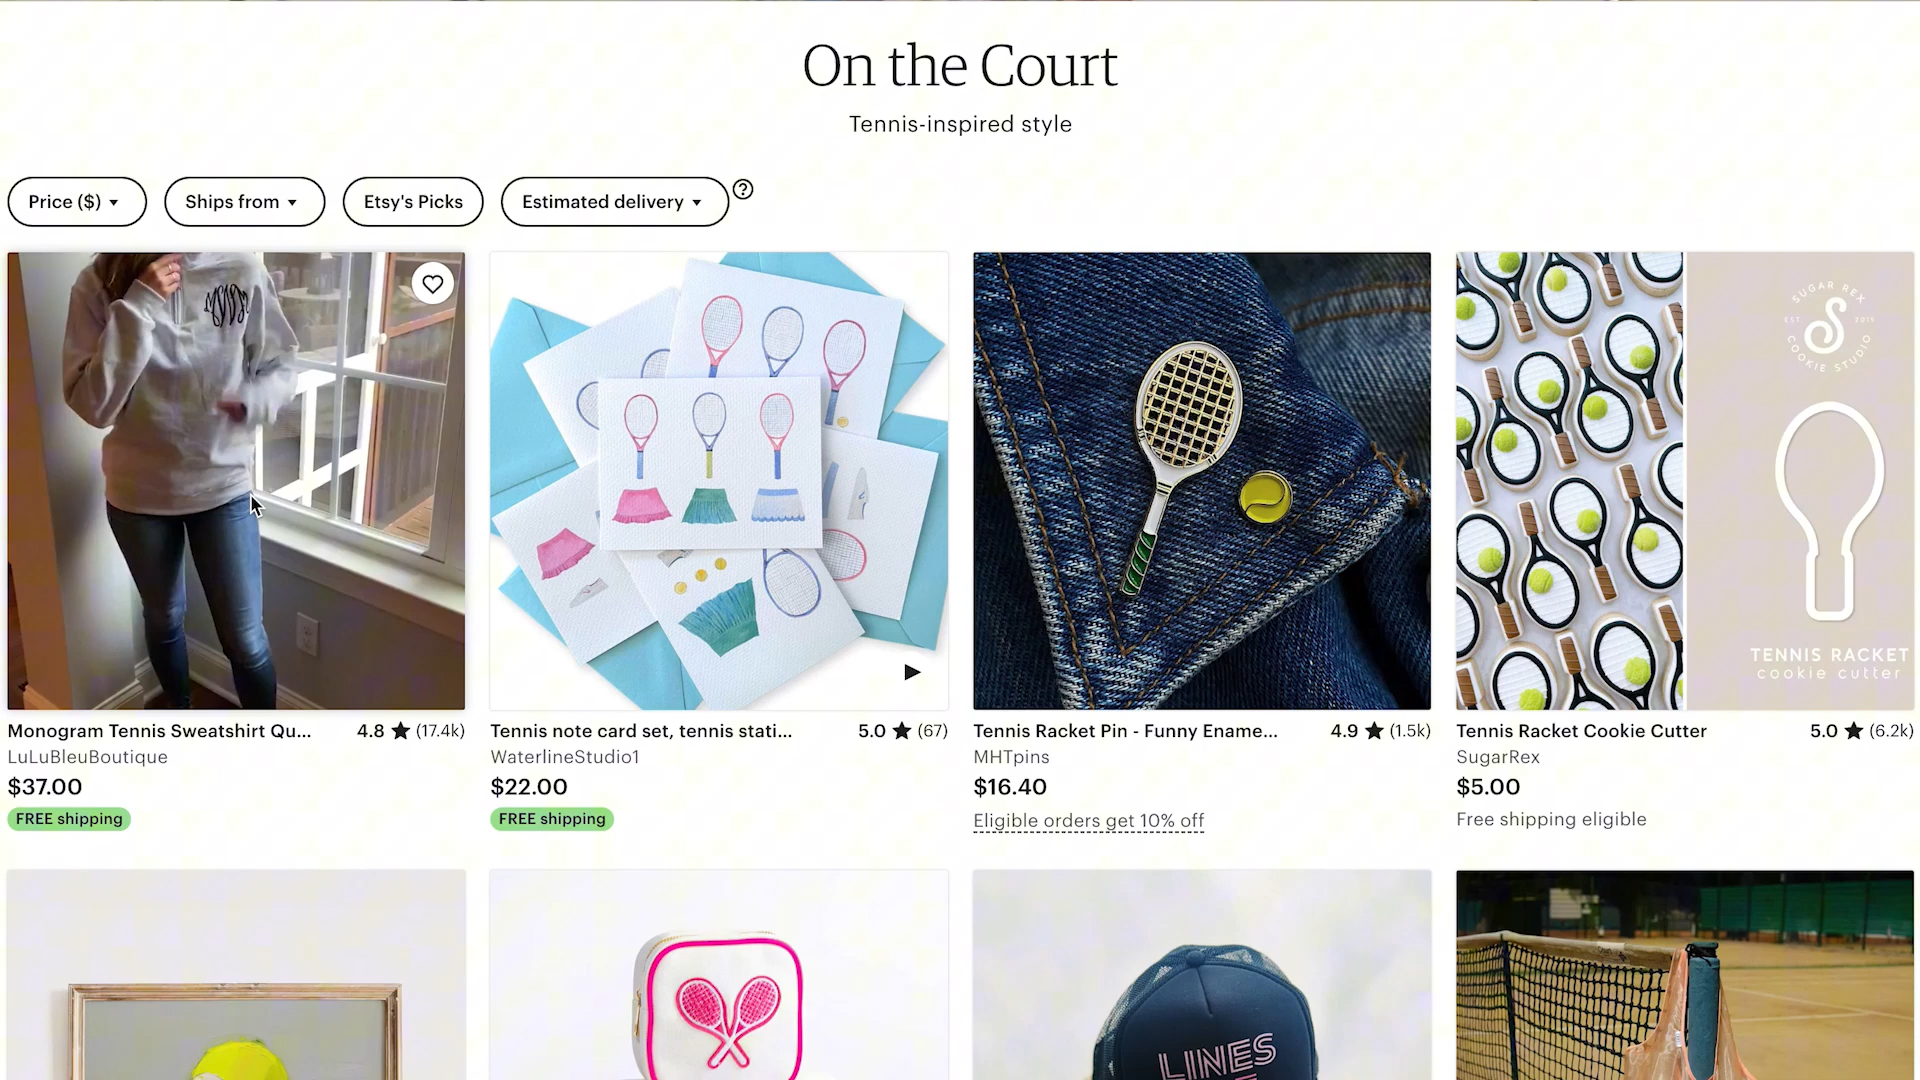 On the Court
Tennis-inspired style
Price ($)
Ships from
Etsy's Picks
Estimated delivery
?
SUGAR REX
EST 2015
COOKIE STUDIO
TENNIS RACKET
cookie cutter
Monogram Tennis Sweatshirt Qu... 4.8 ★ (17.4k)
LuLuBleuBoutique
$37.00
FREE shipping
Tennis note card set, tennis stati... 5.0 ★ (67)
WaterlineStudio1
$22.00
FREE shipping
Tennis Racket Pin - Funny Ename... 4.9 ★ (1.5k)
MHTpins
$16.40
Eligible orders get 10% off
Tennis Racket Cookie Cutter 5.0 ★ (6.2k)
SugarRex
$5.00
Free shipping eligible
LINES